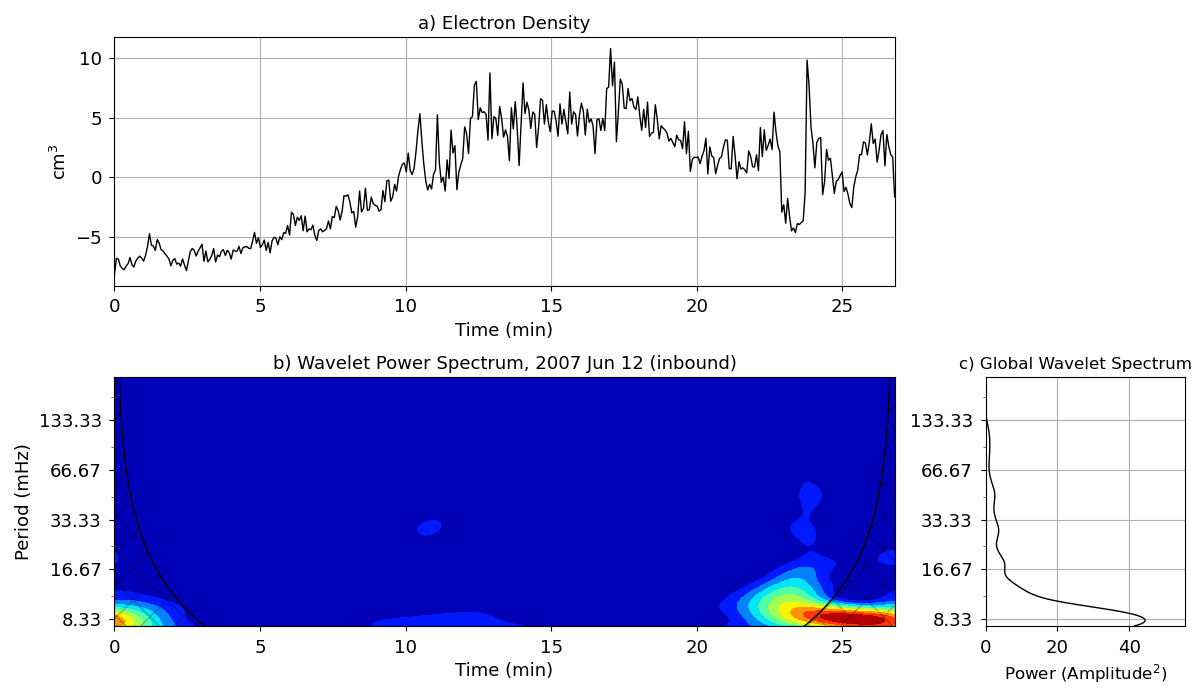 a) Electron Density
10
5
0
−5
cm³
0 5 10 15 20 25
Time (min)
b) Wavelet Power Spectrum, 2007 Jun 12 (inbound)
133.33
66.67
33.33
16.67
8.33
Period (mHz)
0 5 10 15 20 25
Time (min)
c) Global Wavelet Spectrum
133.33
66.67
33.33
16.67
8.33
0 20 40
Power (Amplitude²)